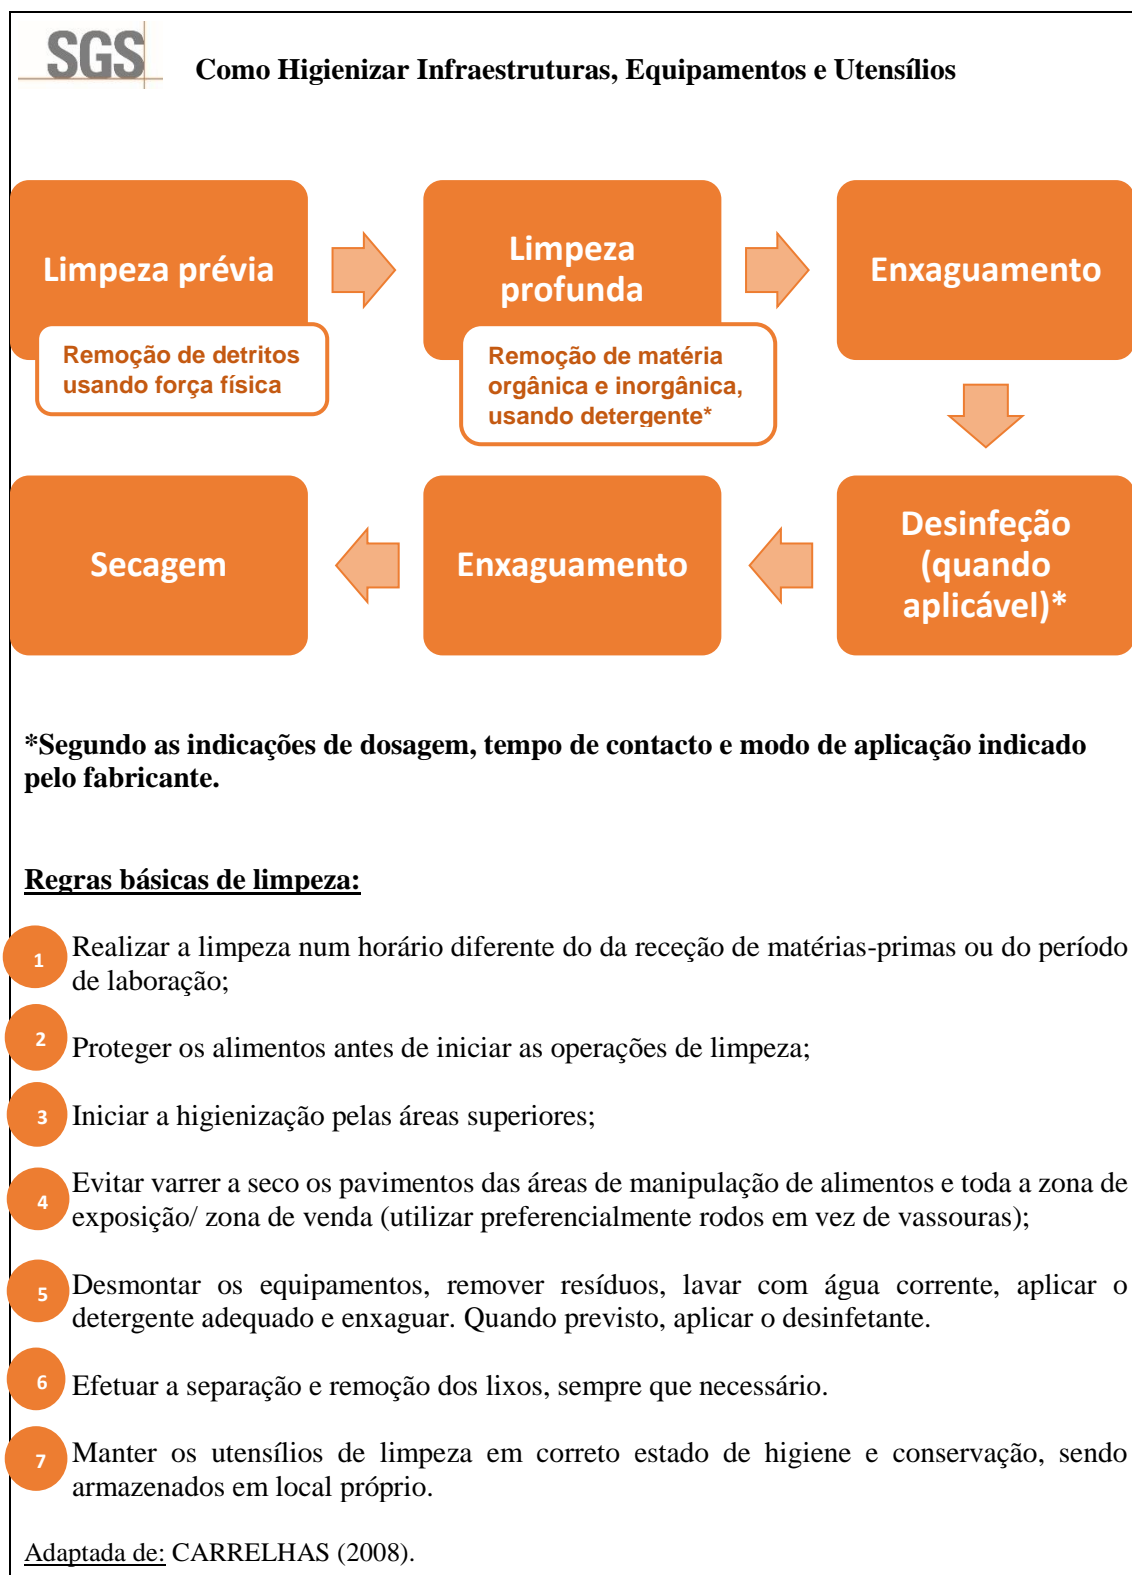 SGS
Como Higienizar Infraestruturas, Equipamentos e Utensílios
Limpeza prévia
Remoção de detritos
usando força física
Limpeza
profunda
Remoção de matéria
orgânica e inorgânica,
usando detergente*
Enxaguamento
Desinfeção
(quando
aplicável)*
Enxaguamento
Secagem
*Segundo as indicações de dosagem, tempo de contacto e modo de aplicação indicado
pelo fabricante.
Regras básicas de limpeza:
1 Realizar a limpeza num horário diferente do da receção de matérias-primas ou do período
de laboração;
2 Proteger os alimentos antes de iniciar as operações de limpeza;
3 Iniciar a higienização pelas áreas superiores;
4 Evitar varrer a seco os pavimentos das áreas de manipulação de alimentos e toda a zona de
exposição/ zona de venda (utilizar preferencialmente rodos em vez de vassouras);
5 Desmontar os equipamentos, remover resíduos, lavar com água corrente, aplicar o
detergente adequado e enxaguar. Quando previsto, aplicar o desinfetante.
6 Efetuar a separação e remoção dos lixos, sempre que necessário.
7 Manter os utensílios de limpeza em correto estado de higiene e conservação, sendo
armazenados em local próprio.
Adaptada de: CARRELHAS (2008).